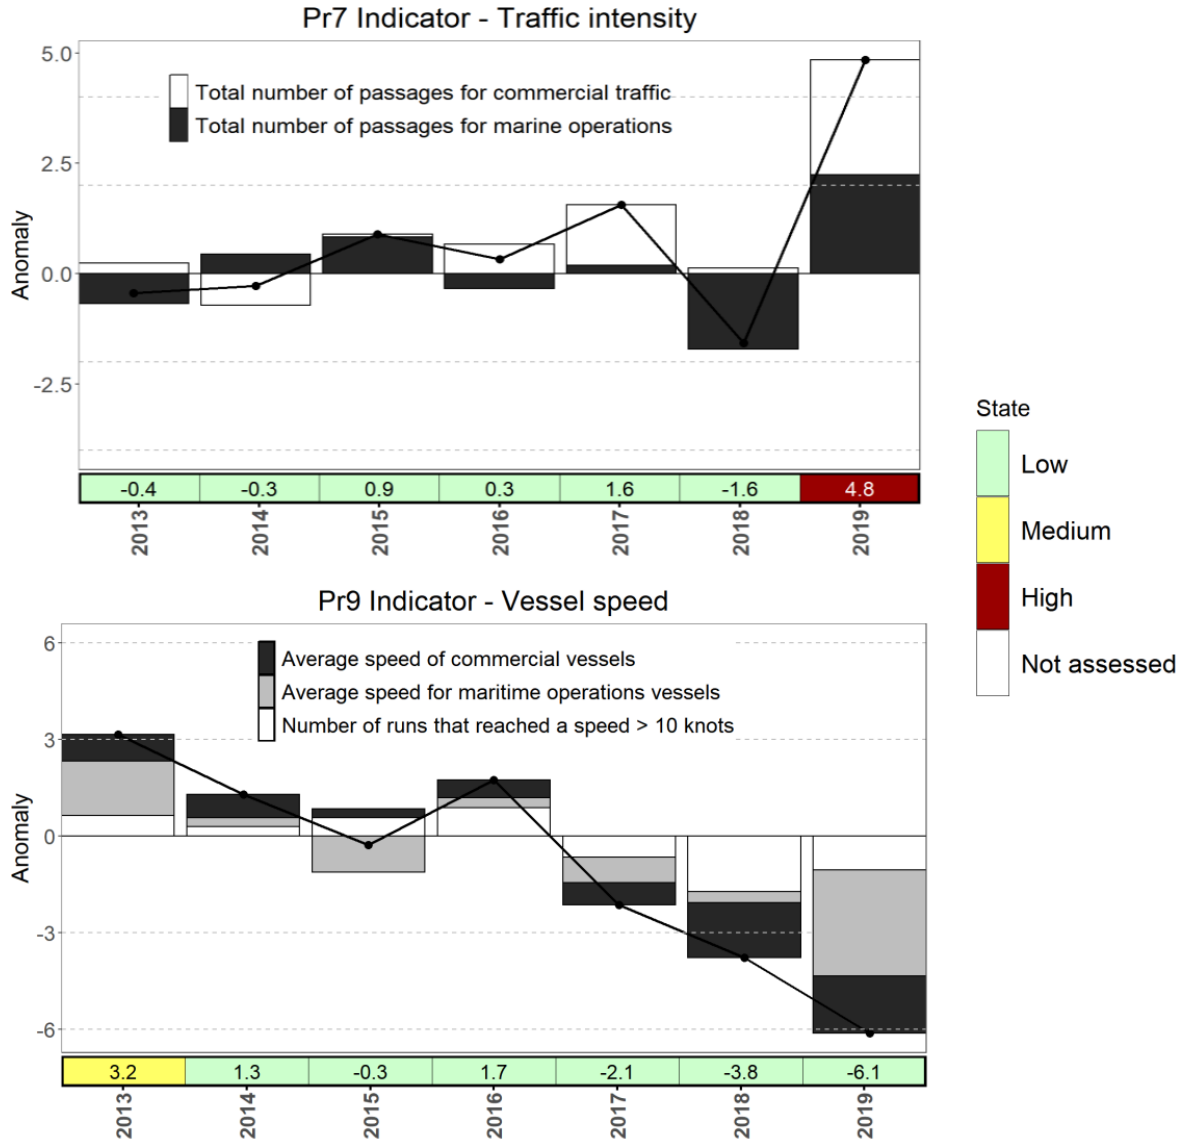 Pr7 Indicator - Traffic intensity
5.0
2.5
0.0
-2.5
Anomaly
Total number of passages for commercial traffic
Total number of passages for marine operations
-0.4 -0.3 0.9 0.3 1.6 -1.6 4.8
2013 2014 2015 2016 2017 2018 2019
State
Low
Medium
High
Not assessed
Pr9 Indicator - Vessel speed
6
3
0
-3
-6
Anomaly
Average speed of commercial vessels
Average speed for maritime operations vessels
Number of runs that reached a speed > 10 knots
3.2 1.3 -0.3 1.7 -2.1 -3.8 -6.1
2013 2014 2015 2016 2017 2018 2019